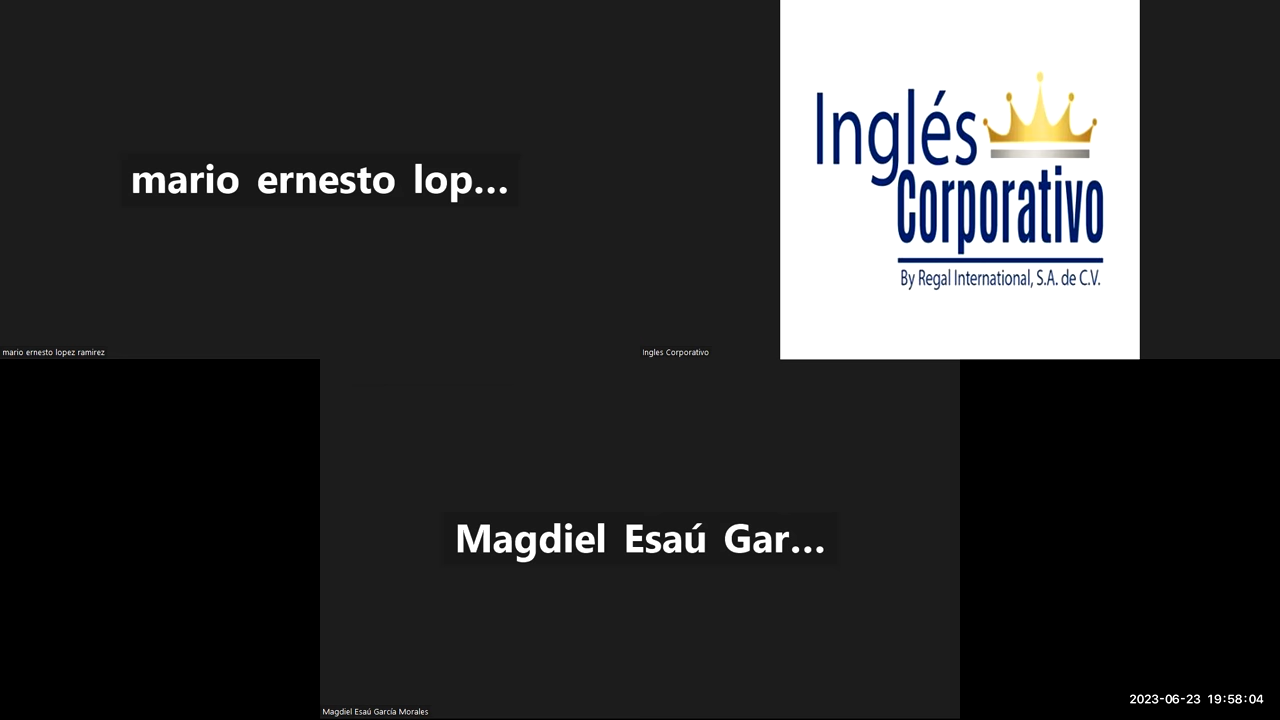 mario ernesto lop...
Inglés
Corporativo
By Regal International, S.A. de C.V.
mario ernesto lopez ramirez
Ingles Corporativo
Magdiel Esaú Gar...
Magdiel Esaú García Morales
2023-06-23 19:58:04